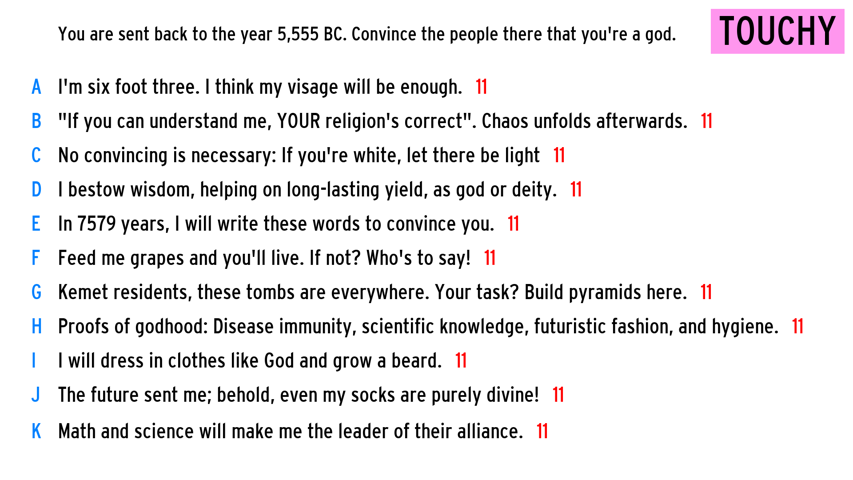 You are sent back to the year 5,555 BC. Convince the people there that you're a god.
TOUCHY
A I'm six foot three. I think my visage will be enough. 11
B "If you can understand me, YOUR religion's correct". Chaos unfolds afterwards. 11
C No convincing is necessary: If you're white, let there be light 11
D I bestow wisdom, helping on long-lasting yield, as god or deity. 11
E In 7579 years, I will write these words to convince you. 11
F Feed me grapes and you'll live. If not? Who's to say! 11
G Kemet residents, these tombs are everywhere. Your task? Build pyramids here. 11
H Proofs of godhood: Disease immunity, scientific knowledge, futuristic fashion, and hygiene. 11
I I will dress in clothes like God and grow a beard. 11
J The future sent me; behold, even my socks are purely divine! 11
K Math and science will make me the leader of their alliance. 11